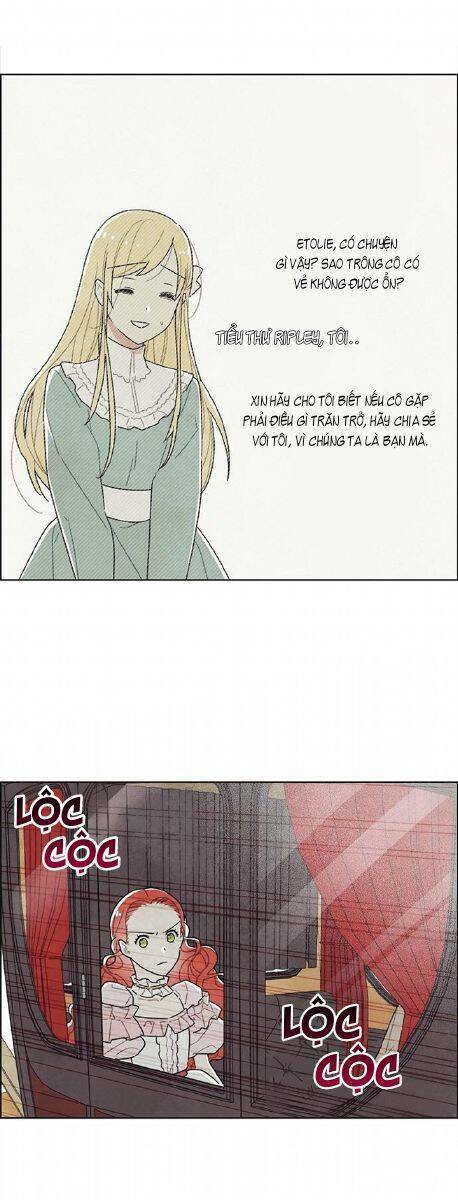 ETOLIE, CÓ CHUYỆN
GÌ VẬY? SAO TRÔNG CÔ CÓ
VẺ KHÔNG ĐƯỢC ỔN?
TIỂU THƯ RIPLEY, TÔI..
XIN HÃY CHO TÔI BIẾT NẾU CÔ GẶP
PHẢI ĐIỀU GÌ TRĂN TRỞ, HÃY CHIA SẺ
VỚI TÔI, VÌ CHÚNG TA LÀ BẠN MÀ.
LỘC
CỘC
LỘC
CỘC